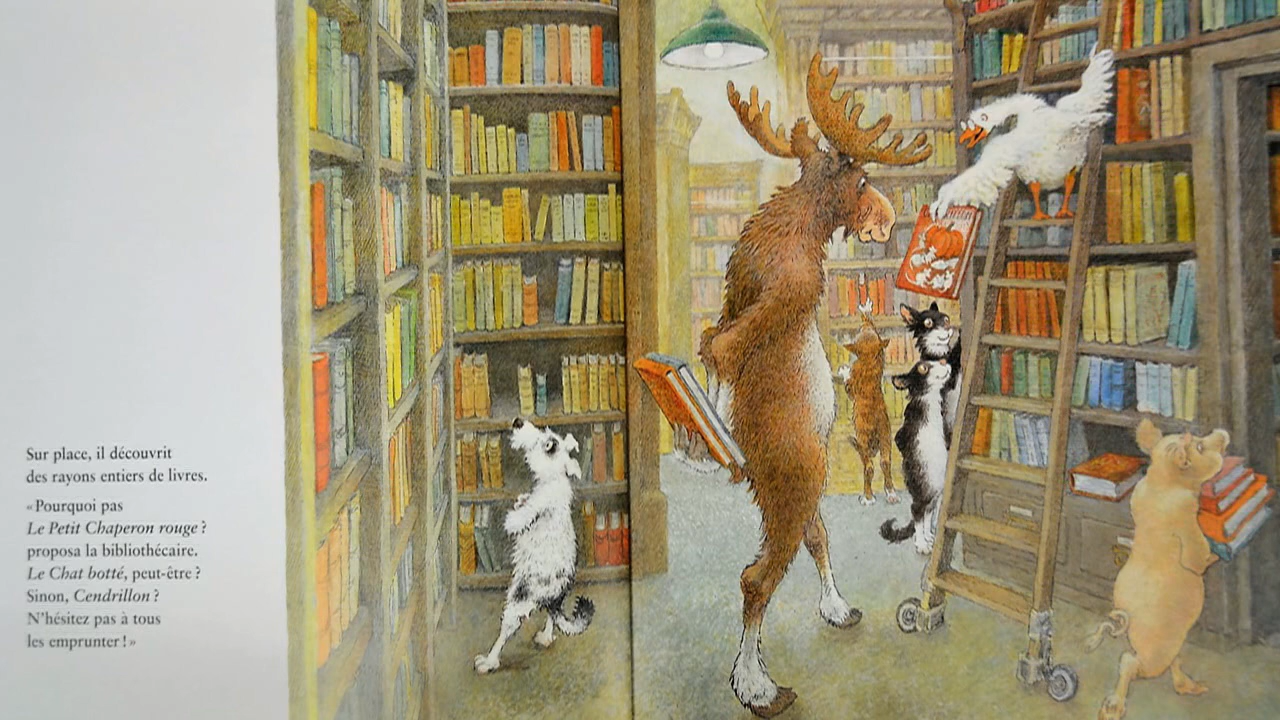 Sur place, il découvrit
des rayons entiers de livres.
« Pourquoi pas
Le Petit Chaperon rouge ?
proposa la bibliothécaire.
Le Chat botté, peut-être ?
Sinon, Cendrillon ?
N'hésitez pas à tous
les emprunter ! »